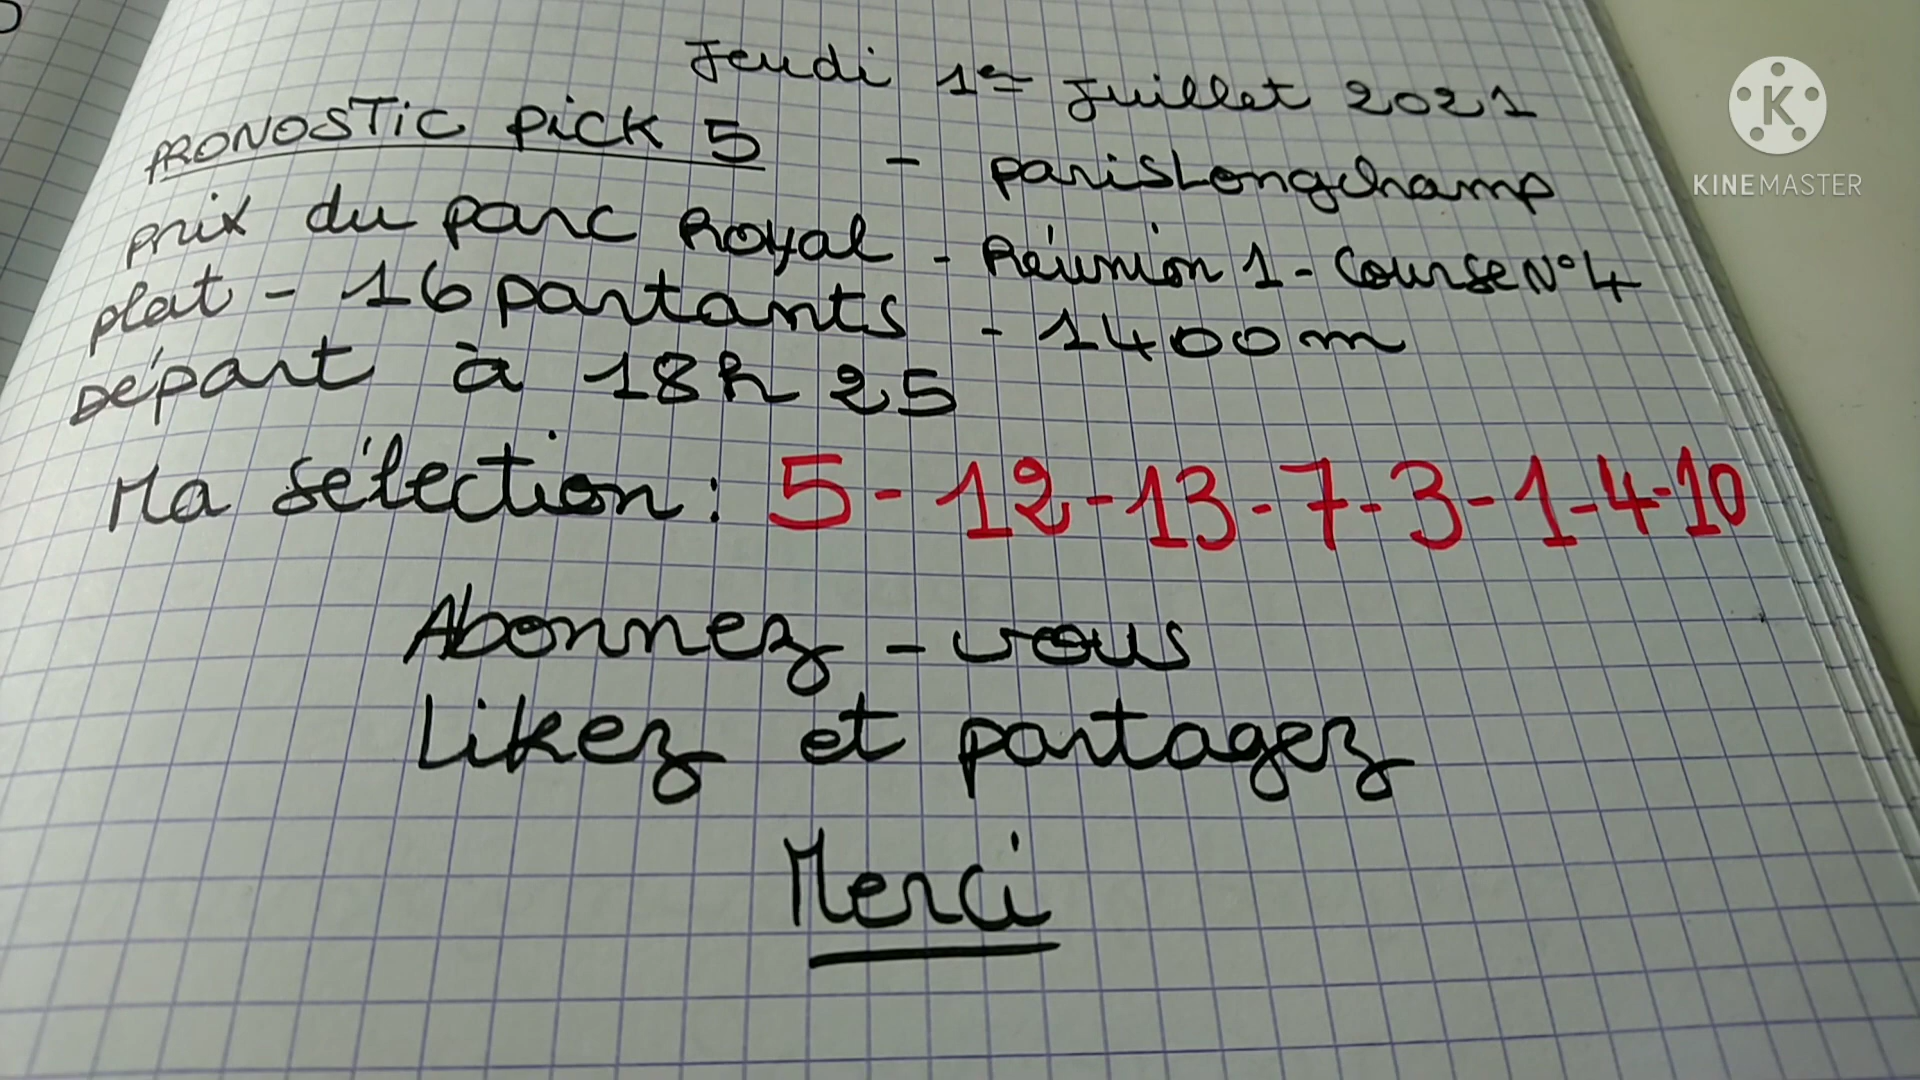 Jeudi 1er Juillet 2021
PRONOSTIC PICK 5 - parisLongchamp
prix du parc Royal - Réunion 1 - Course N°4
plat - 16 partants - 1400m
Départ à 18h25
Ma sélection : 5 - 12 - 13 - 7 - 3 - 1 - 4 - 10
Abonnez-vous
Likez et partagez
Merci
K
KINEMASTER